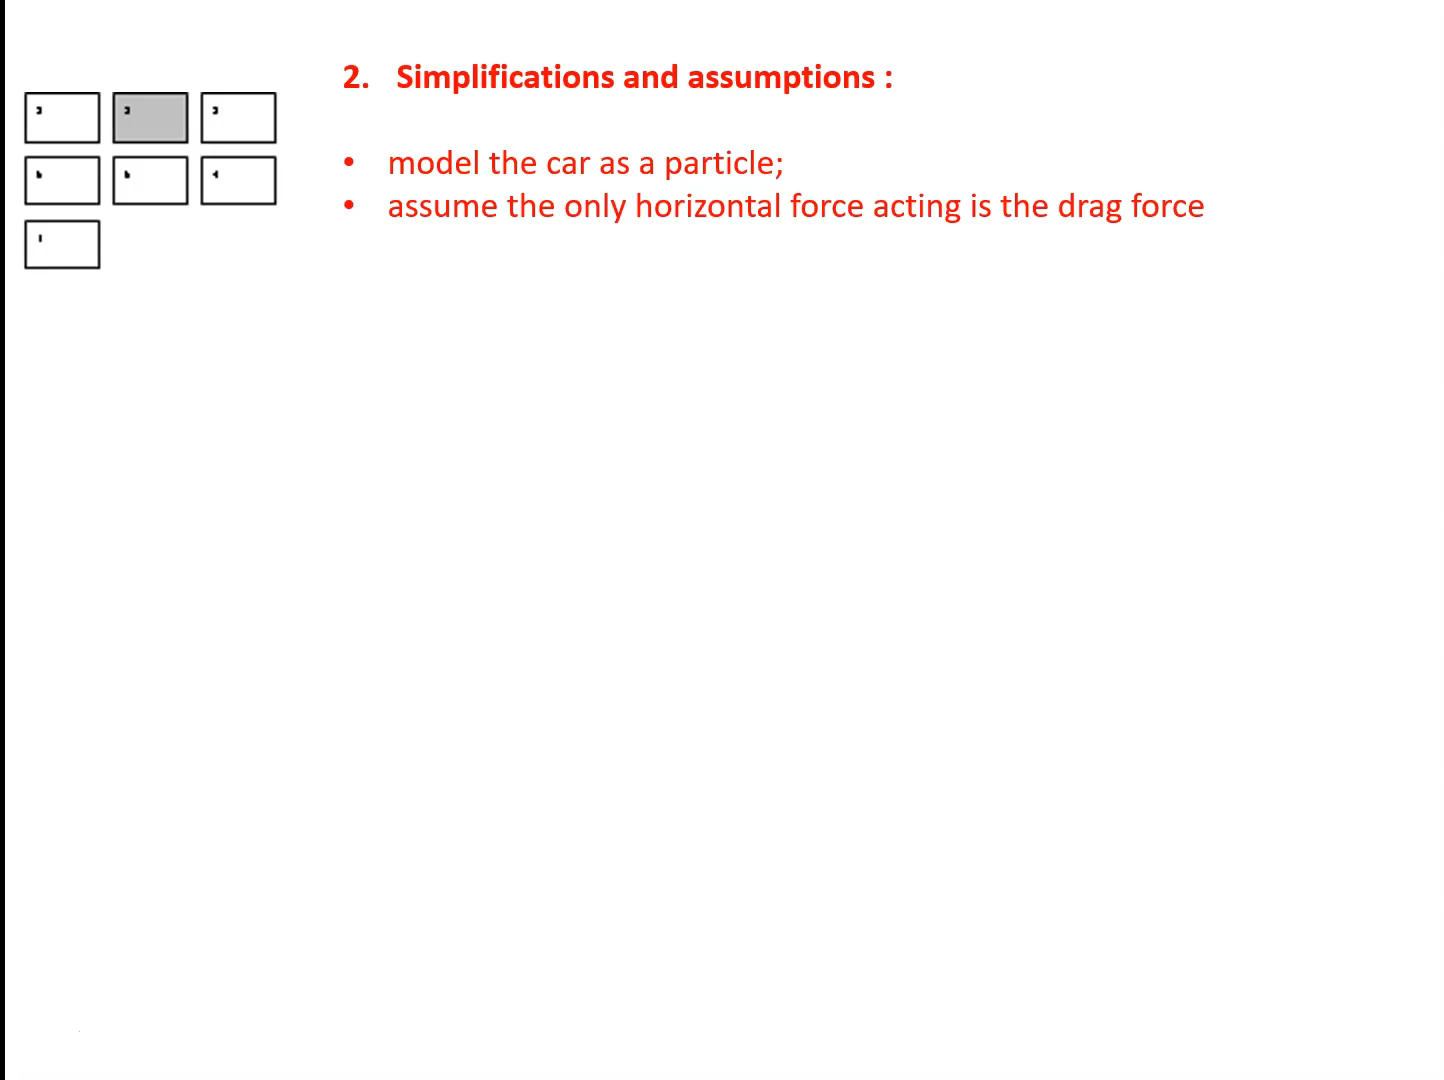 2. Simplifications and assumptions :
• model the car as a particle;
• assume the only horizontal force acting is the drag force